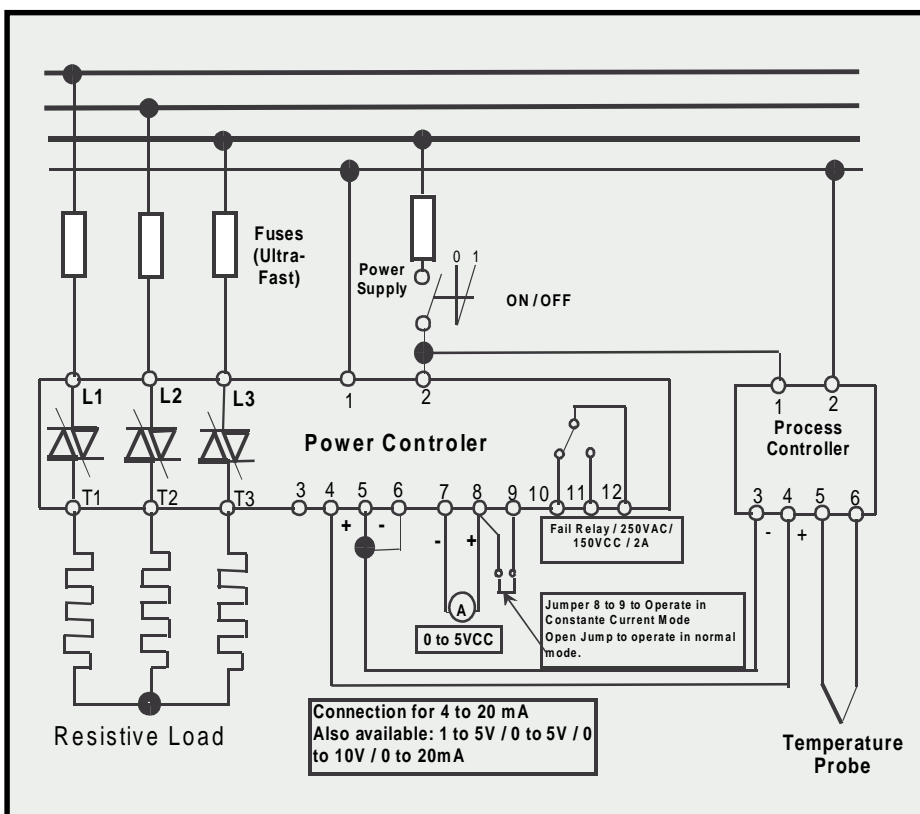 Fuses
(Ultra-
Fast)
Power
Supply
0 1
ON/OFF
L1
L2
L3
1
2
1
2
Power Controler
Process
Controller
T1
T2
T3
3
4
5
6
7
8
9
10
11
12
3
4
5
6
+
-
-
+
-
+
Fail Relay / 250VAC/
150VCC / 2A
A
0 to 5VCC
Jumper 8 to 9 to Operate in
Constante Current Mode
Open Jump to operate in normal
mode.
Resistive Load
Connection for 4 to 20 mA
Also available: 1 to 5V / 0 to 5V / 0
to 10V / 0 to 20mA
Temperature
Probe